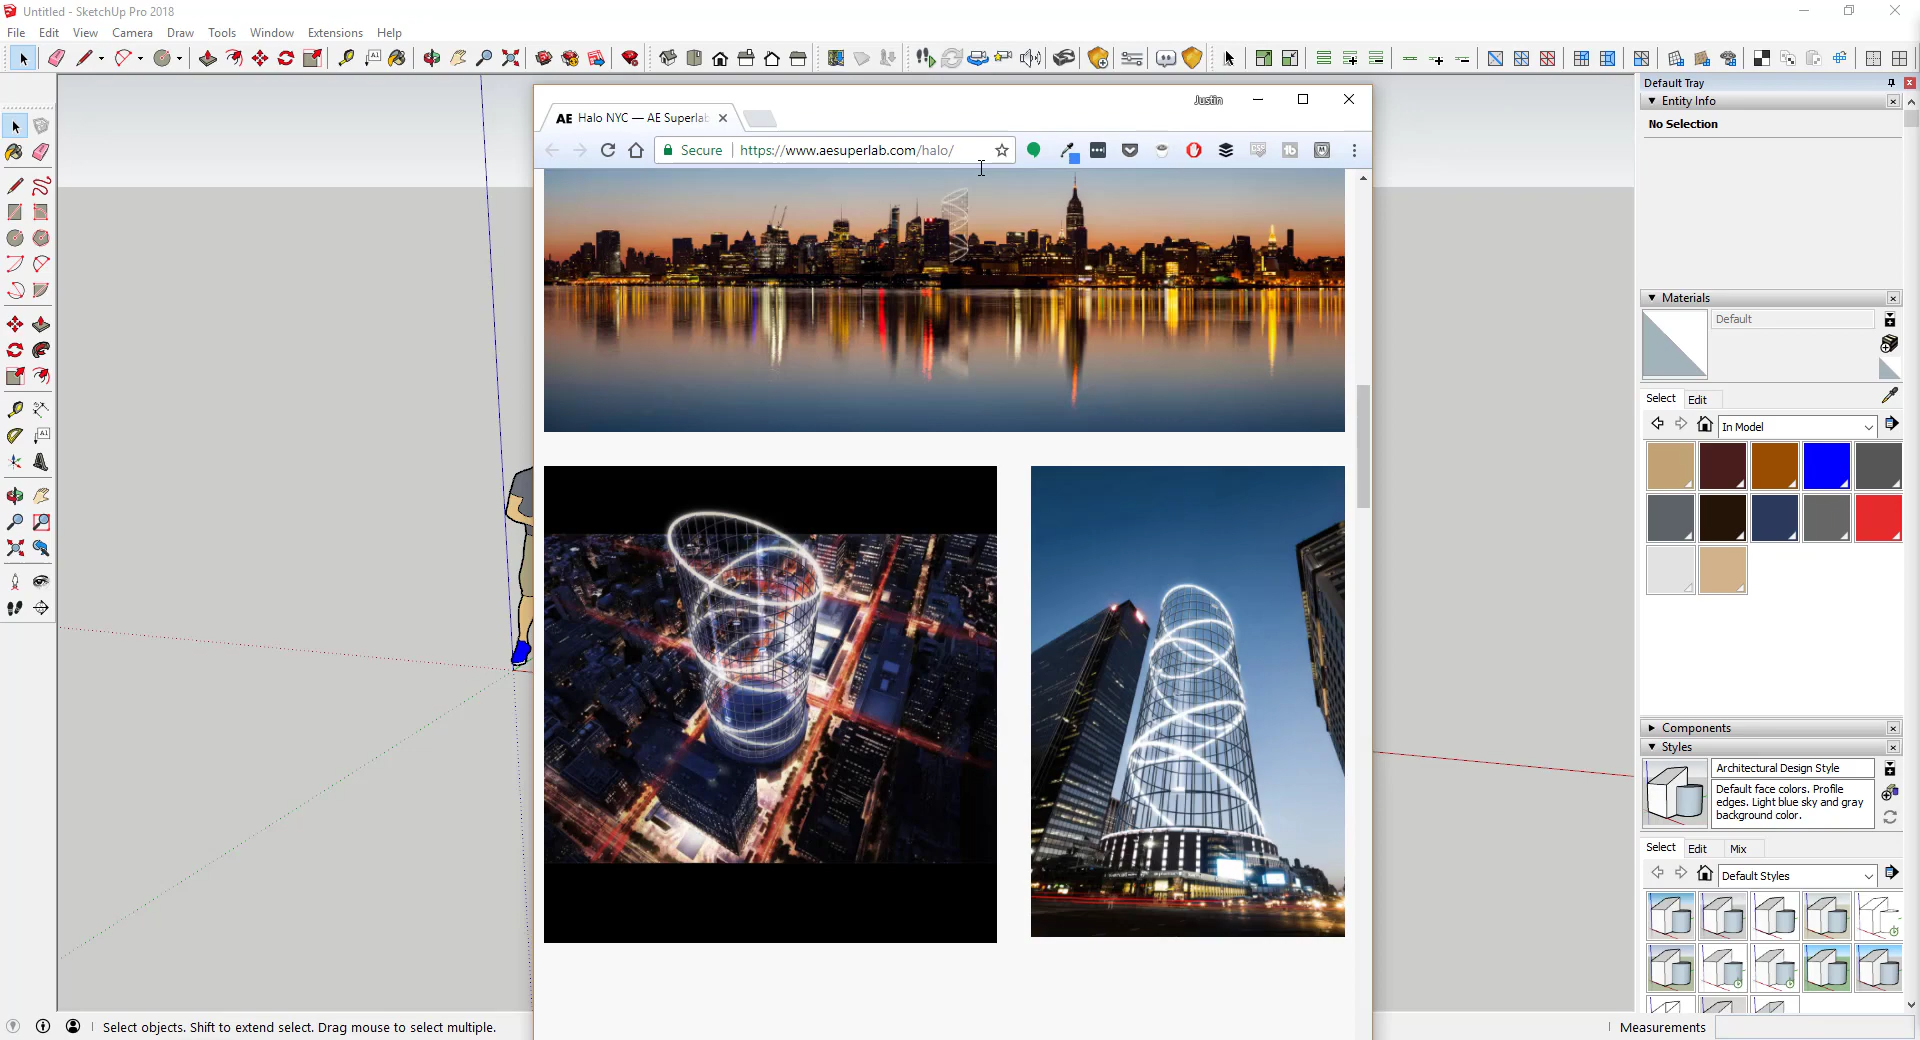 Untitled - SketchUp Pro 2018
File Edit View Camera Draw Tools Window Extensions Help
Default Tray
Entity Info
No Selection
Justin
AE Halo NYC — AE Superlab
Secure https://www.aesuperlab.com/halo/
Materials
Default
Select Edit
In Model
Components
Styles
Architectural Design Style
Default face colors. Profile
edges. Light blue sky and gray
background color.
Select Edit Mix
Default Styles
Select objects. Shift to extend select. Drag mouse to select multiple.
Measurements